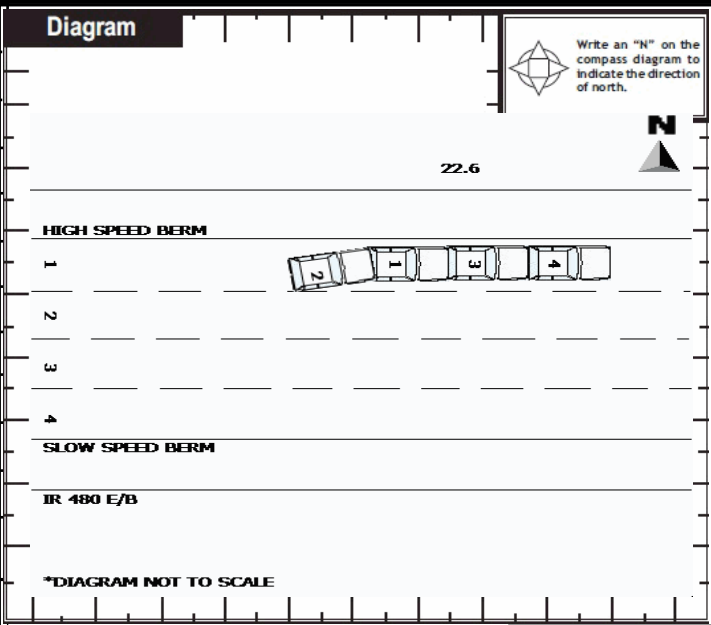 Diagram
Write an “N” on the
compass diagram to
indicate the direction
of north.
N
22.6
HIGH SPEED BERM
1
2
1
3
4
2
3
4
SLOW SPEED BERM
IR 480 E/B
*DIAGRAM NOT TO SCALE